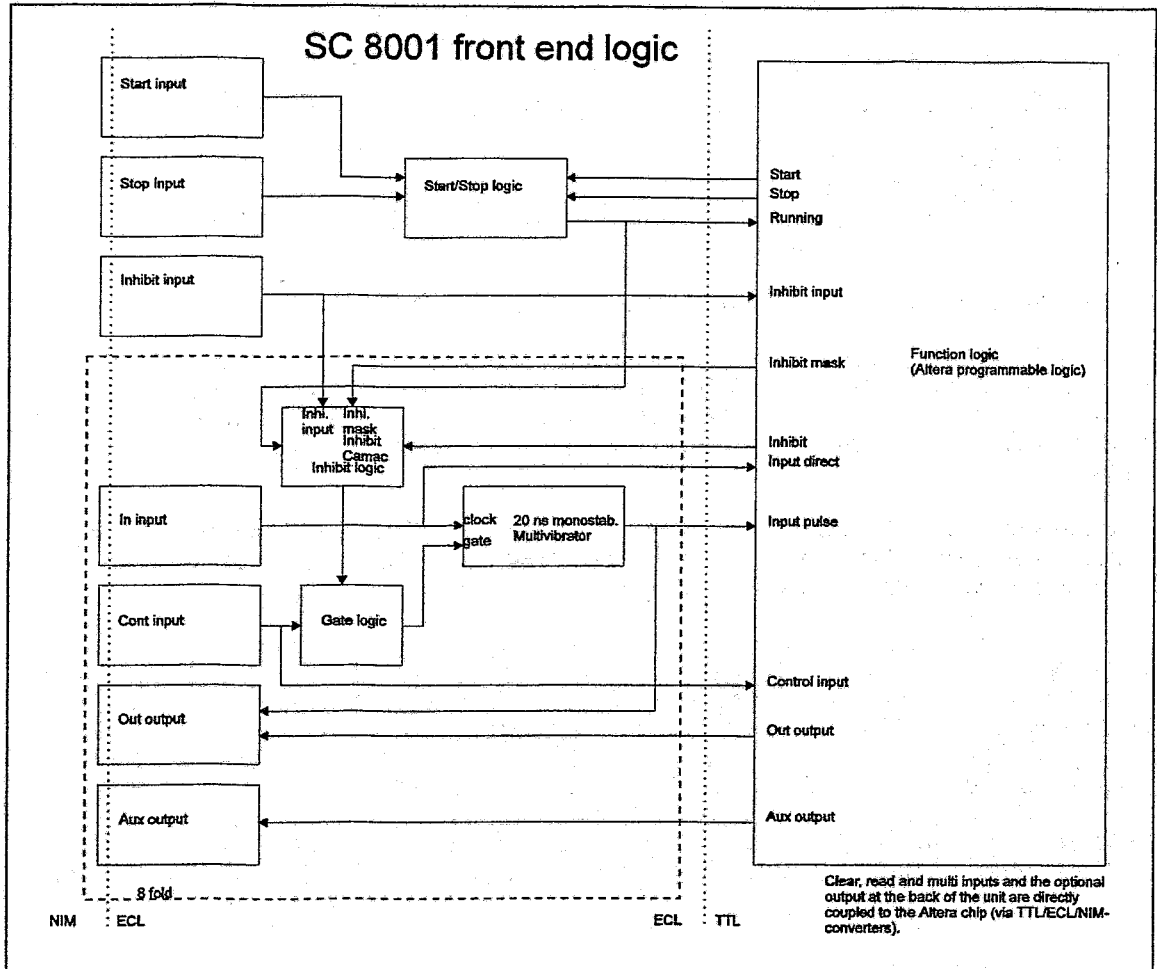 SC 8001 front end logic
Start input
Stop input
Start/Stop logic
Start
Stop
Running
Inhibit input
Inhibit input
Inhibit mask
Function logic
(Altera programmable logic)
Inhi. Inhi.
input mask
Inhibit
Camac
Inhibit logic
Inhibit
Input direct
In input
clock 20 ns monostab.
gate Multivibrator
Input pulse
Cont input
Gate logic
Control input
Out output
Out output
Aux output
Aux output
8 fold
NIM ECL ECL TTL
Clear, read and multi inputs and the optional
output at the back of the unit are directly
coupled to the Altera chip (via TTL/ECL/NIM-
converters).